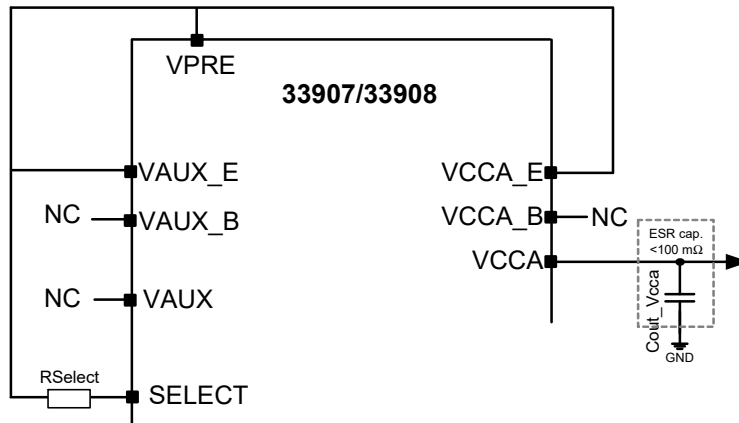 VPRE
33907/33908
VAUX_E
VCCA_E
NC
VAUX_B
VCCA_B
NC
ESR cap.
<100 mΩ
VCCA
NC
VAUX
Cout_Vcca
GND
RSelect
SELECT